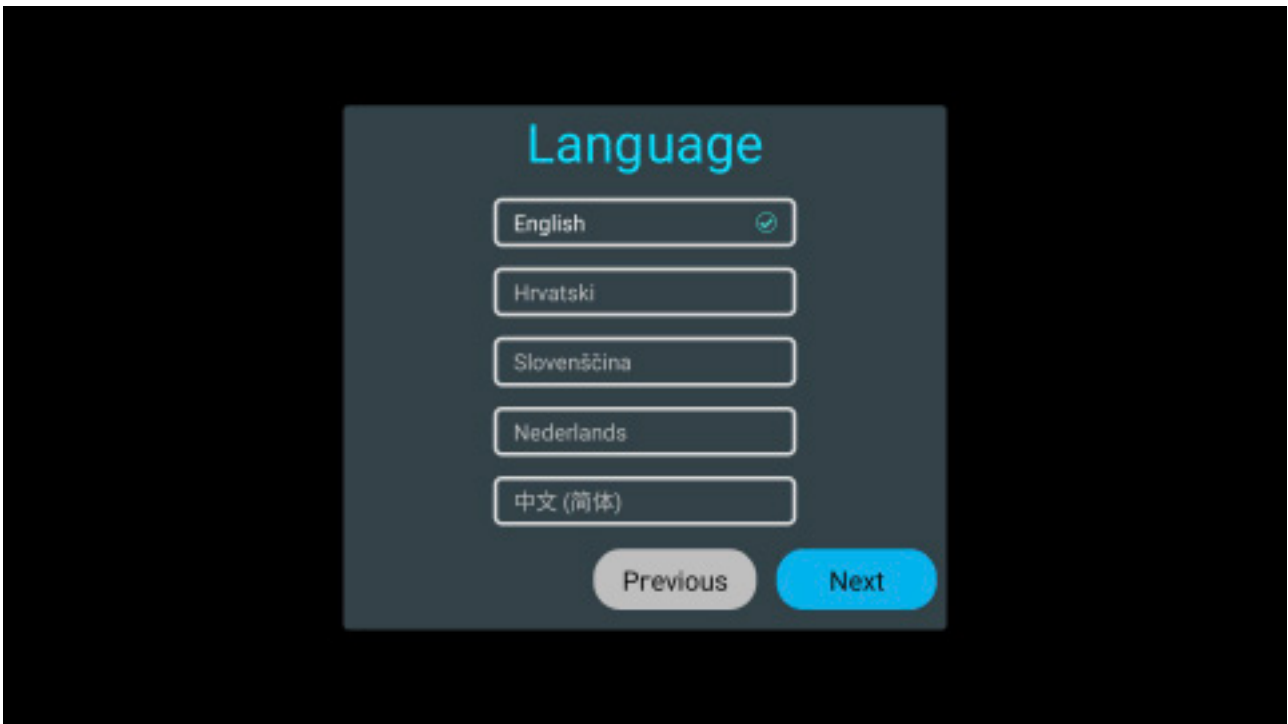 Language
English
Hrvatski
Slovenščina
Nederlands
中文 (简体)
Previous
Next